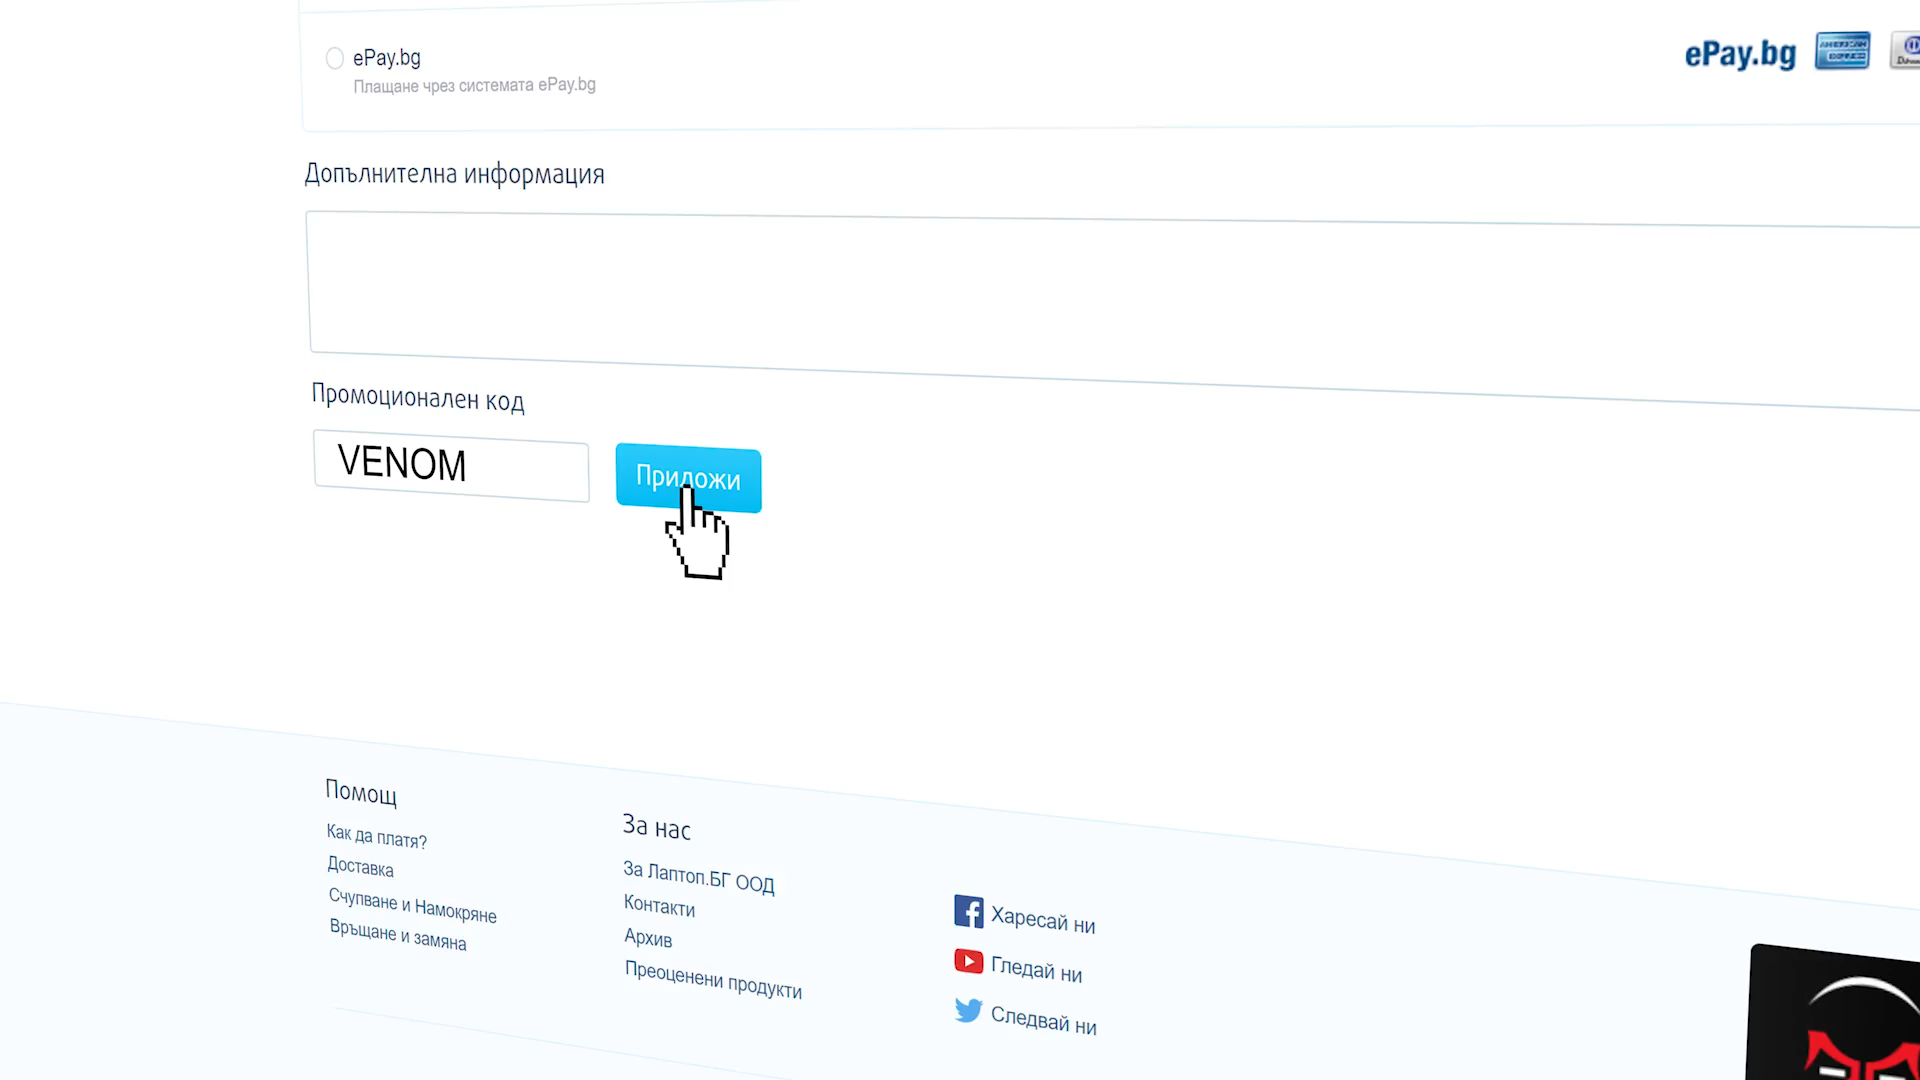 ePay.bg
Плащане чрез системата ePay.bg
ePay.bg
AMERICAN
EXPRESS
Допълнителна информация
Промоционален код
VENOM
Приложи
Помощ
Как да платя?
Доставка
Счупване и Намокряне
Връщане и замяна
За нас
За Лаптоп.БГ ООД
Контакти
Архив
Преоценени продукти
Харесай ни
Гледай ни
Следвай ни